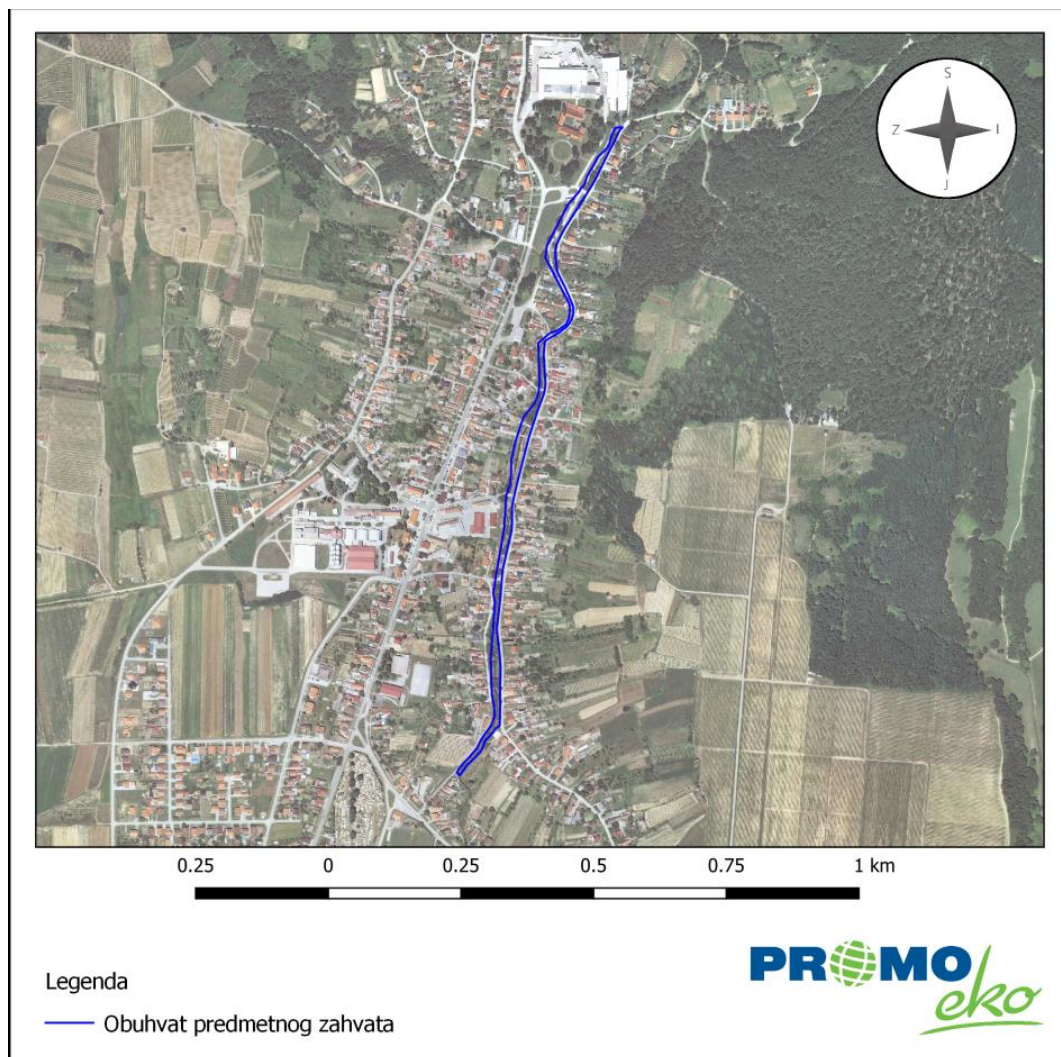 S
Z I
J
0.25 0 0.25 0.5 0.75 1 km
Legenda
Obuhvat predmetnog zahvata
PROMO
eko